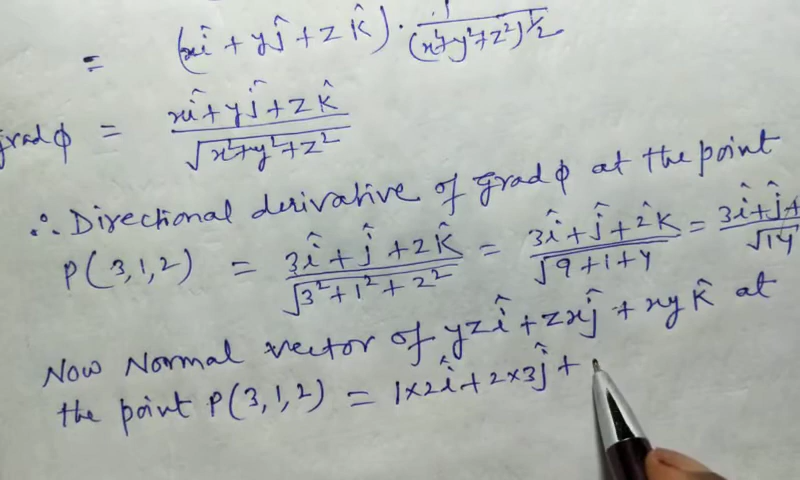 = (xî + yĵ + zk̂) . 1/(x²+y²+z²)^1/2
grad φ = xî + yĵ + zk̂ / √x²+y²+z²
∴ Directional derivative of grad φ at the point
P(3,1,2) = 3î + ĵ + 2k̂ / √3²+1²+2² = 3î + ĵ + 2k̂ / √9+1+4 = 3î + ĵ + / √14
Now Normal vector of yzî + zxĵ + xyk̂ at
the point P(3,1,2) = 1×2î + 2×3ĵ +